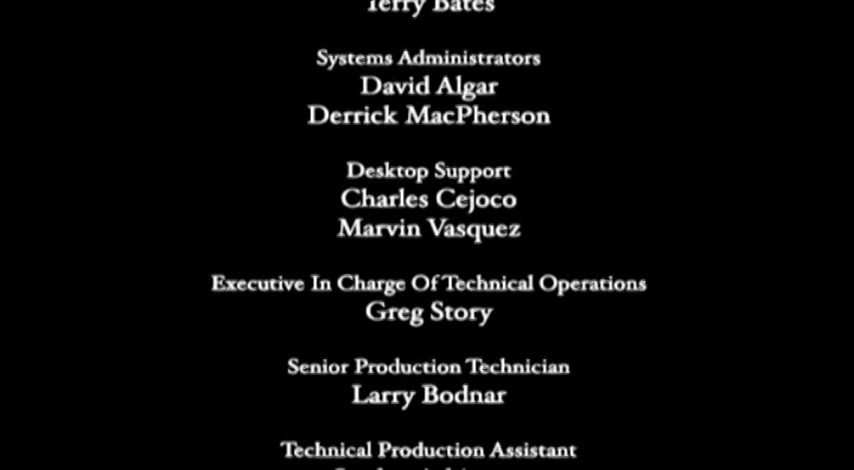 Terry Bates
Systems Administrators
David Algar
Derrick MacPherson
Desktop Support
Charles Cejoco
Marvin Vasquez
Executive In Charge Of Technical Operations
Greg Story
Senior Production Technician
Larry Bodnar
Technical Production Assistant